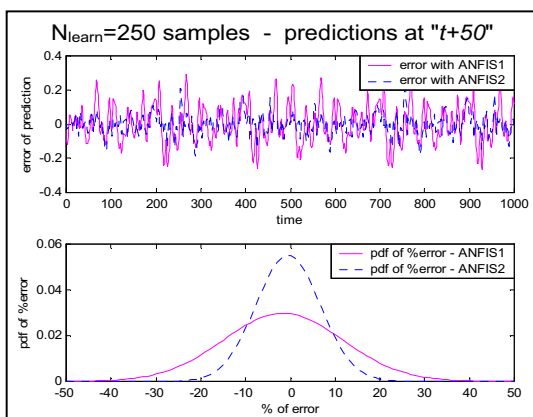 N_learn=250 samples - predictions at "t+50"
error with ANFIS1
error with ANFIS2
error of prediction
0.4
0.2
0
-0.2
-0.4
0 100 200 300 400 500 600 700 800 900 1000
time
pdf of %error - ANFIS1
pdf of %error - ANFIS2
pdf of %error
0.06
0.04
0.02
0
-50 -40 -30 -20 -10 0 10 20 30 40 50
% of error